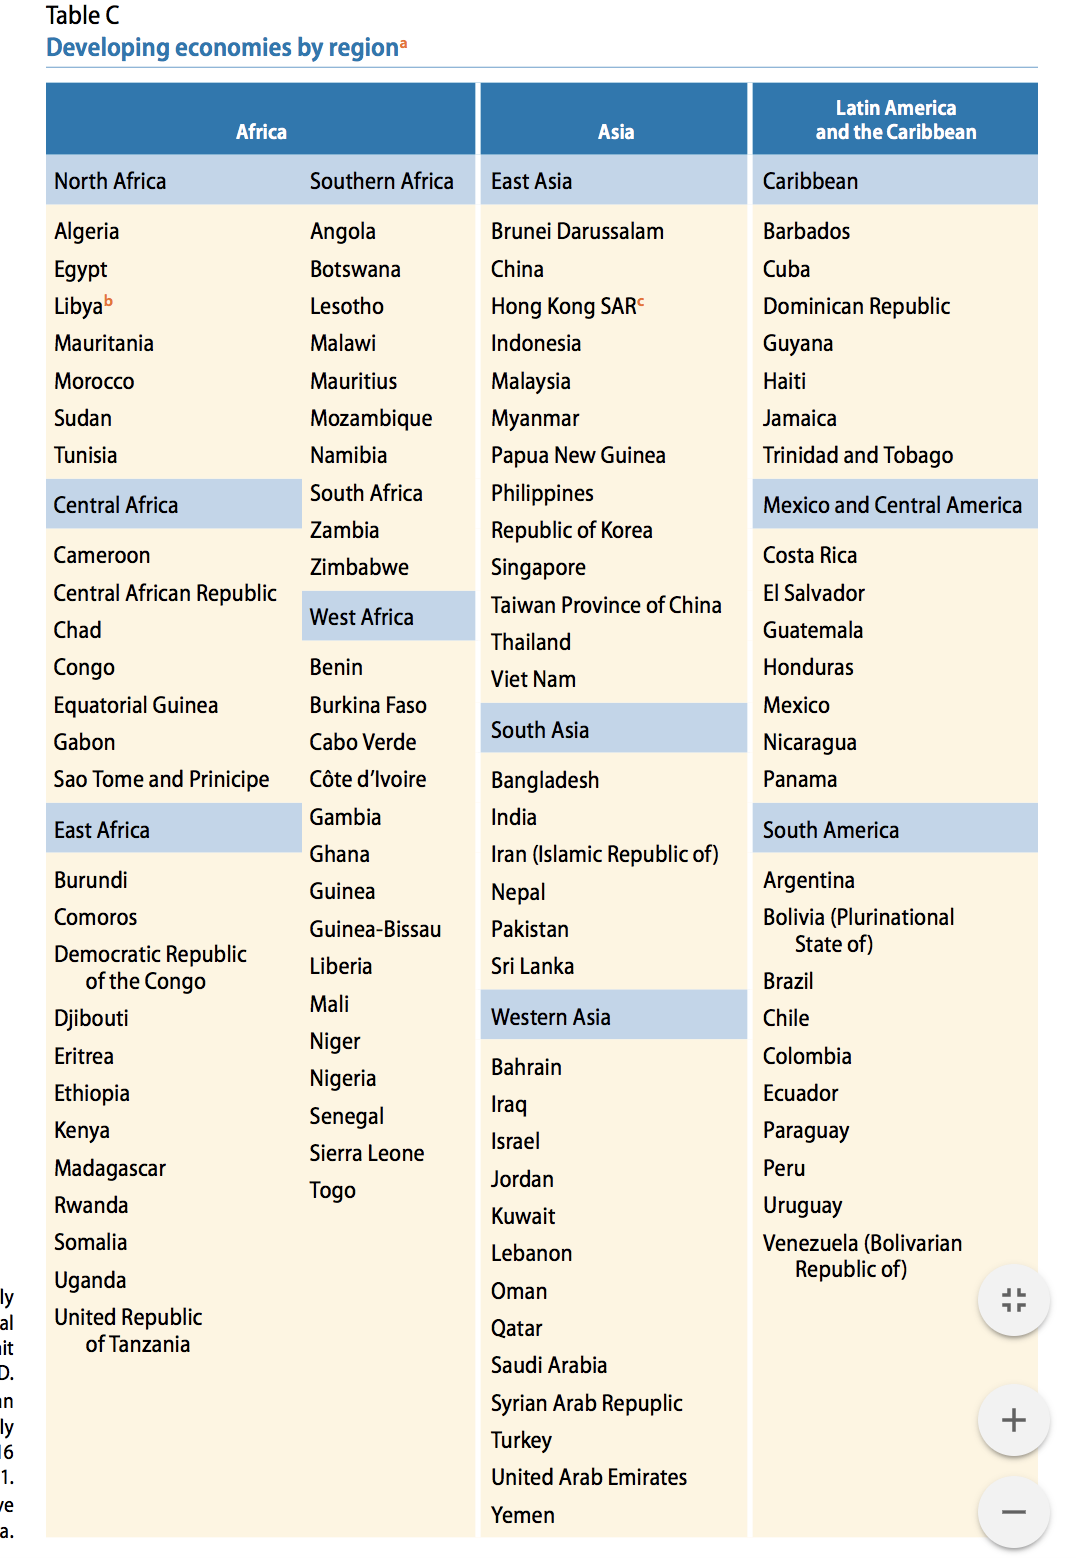 Table C
Developing economies by regionª
Africa
Asia
Latin America
and the Caribbean
North Africa
Algeria
Egypt
Libyab
Mauritania
Morocco
Sudan
Tunisia
Central Africa
Cameroon
Central African Republic
Chad
Congo
Equatorial Guinea
Gabon
Sao Tome and Prinicipe
East Africa
Burundi
Comoros
Democratic Republic
of the Congo
Djibouti
Eritrea
Ethiopia
Kenya
Madagascar
Rwanda
Somalia
Uganda
United Republic
of Tanzania
Southern Africa
Angola
Botswana
Lesotho
Malawi
Mauritius
Mozambique
Namibia
South Africa
Zambia
Zimbabwe
West Africa
Benin
Burkina Faso
Cabo Verde
Côte d’Ivoire
Gambia
Ghana
Guinea
Guinea-Bissau
Liberia
Mali
Niger
Nigeria
Senegal
Sierra Leone
Togo
East Asia
Brunei Darussalam
China
Hong Kong SARc
Indonesia
Malaysia
Myanmar
Papua New Guinea
Philippines
Republic of Korea
Singapore
Taiwan Province of China
Thailand
Viet Nam
South Asia
Bangladesh
India
Iran (Islamic Republic of)
Nepal
Pakistan
Sri Lanka
Western Asia
Bahrain
Iraq
Israel
Jordan
Kuwait
Lebanon
Oman
Qatar
Saudi Arabia
Syrian Arab Repuplic
Turkey
United Arab Emirates
Yemen
Caribbean
Barbados
Cuba
Dominican Republic
Guyana
Haiti
Jamaica
Trinidad and Tobago
Mexico and Central America
Costa Rica
El Salvador
Guatemala
Honduras
Mexico
Nicaragua
Panama
South America
Argentina
Bolivia (Plurinational
State of)
Brazil
Chile
Colombia
Ecuador
Paraguay
Peru
Uruguay
Venezuela (Bolivarian
Republic of)
ly
al
it
D.
n
ly
16
1.
ve
a.